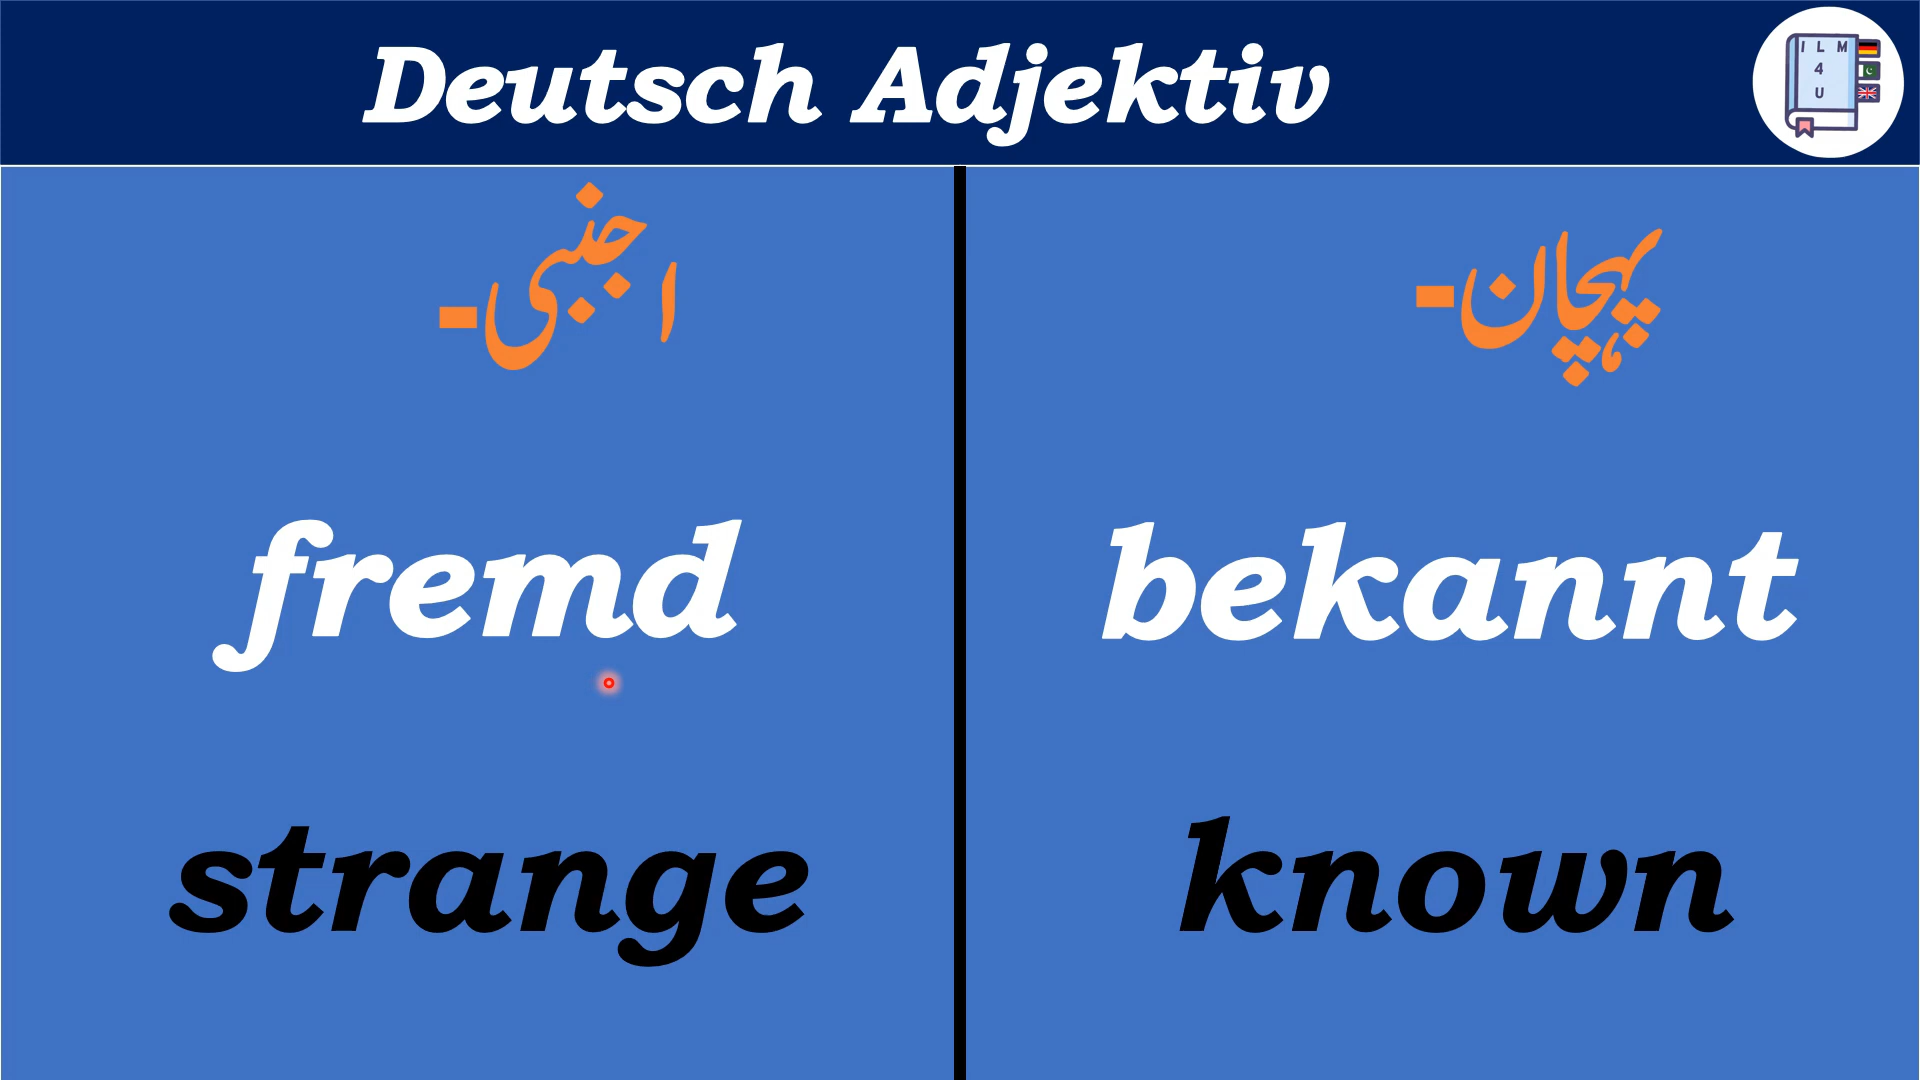 Deutsch Adjektiv
I L M
4
U
اجنبی-
پہچان-
fremd
bekannt
strange
known